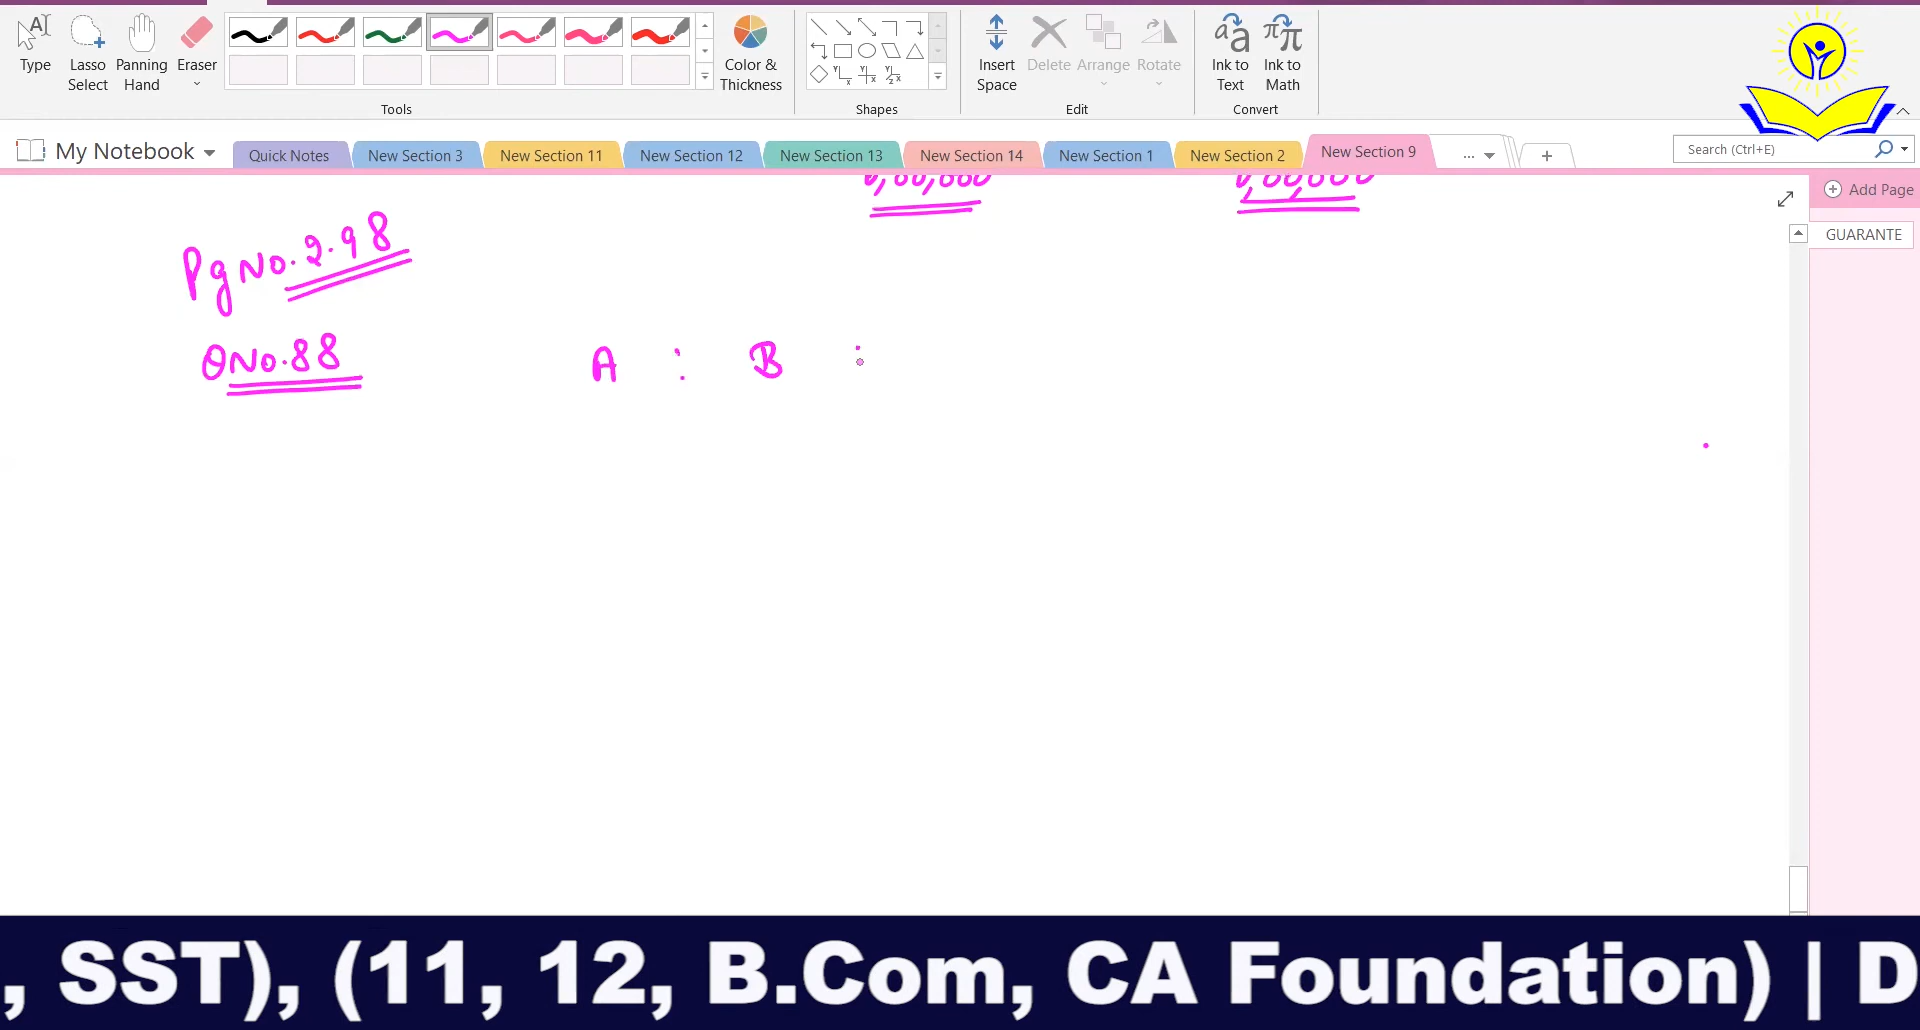 Type
Lasso Select
Panning Hand
Eraser
Color & Thickness
Insert Space
Delete
Arrange
Rotate
Ink to Text
Ink to Math
Tools
Shapes
Edit
Convert
My Notebook
Quick Notes
New Section 3
New Section 11
New Section 12
New Section 13
New Section 14
New Section 1
New Section 2
New Section 9
...
Search (Ctrl+E)
Add Page
GUARANTE
Pg No. 2.98
Q No. 88
A : B :
, SST), (11, 12, B.Com, CA Foundation) | D